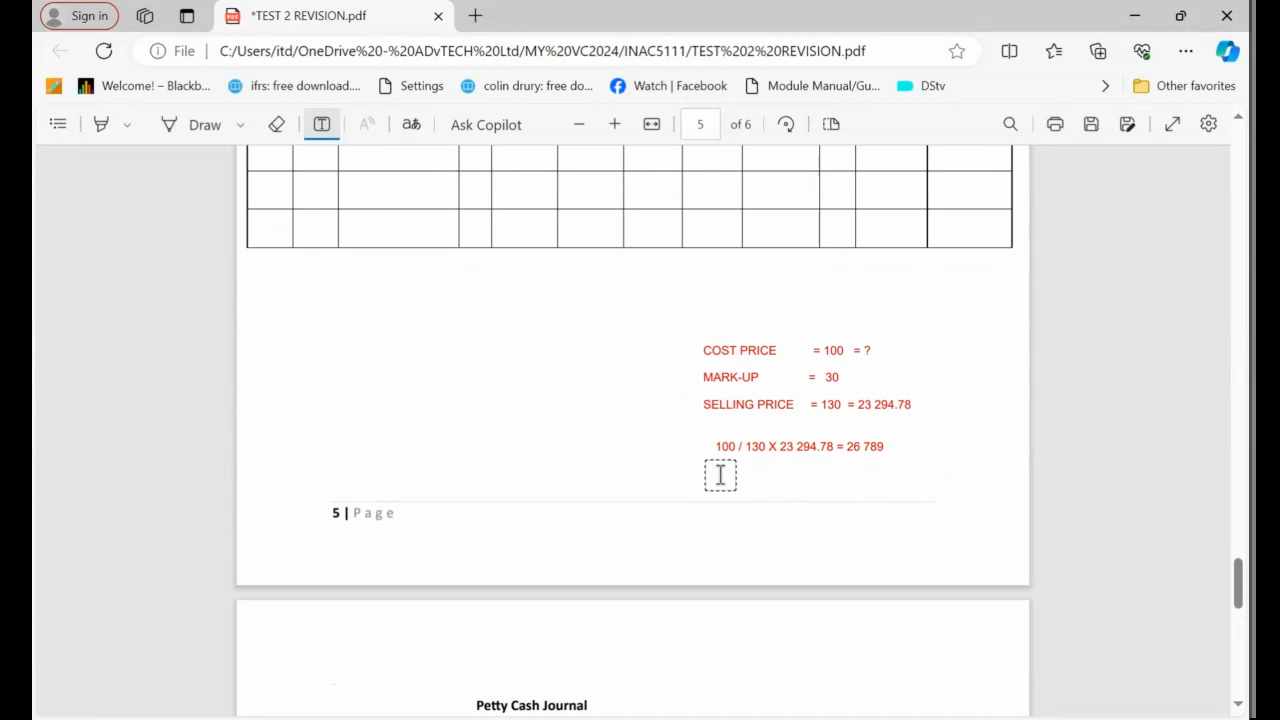 Sign in
*TEST 2 REVISION.pdf
File
C:/Users/itd/OneDrive%20-%20ADvTECH%20Ltd/MY%20VC2024/INAC5111/TEST%202%20REVISION.pdf
Welcome! – Blackb...
ifrs: free download....
Settings
colin drury: free do...
Watch | Facebook
Module Manual/Gu...
DStv
Other favorites
Draw
Ask Copilot
5 of 6
COST PRICE = 100 = ?
MARK-UP = 30
SELLING PRICE = 130 = 23 294.78
100 / 130 X 23 294.78 = 26 789
5 | Page
Petty Cash Journal